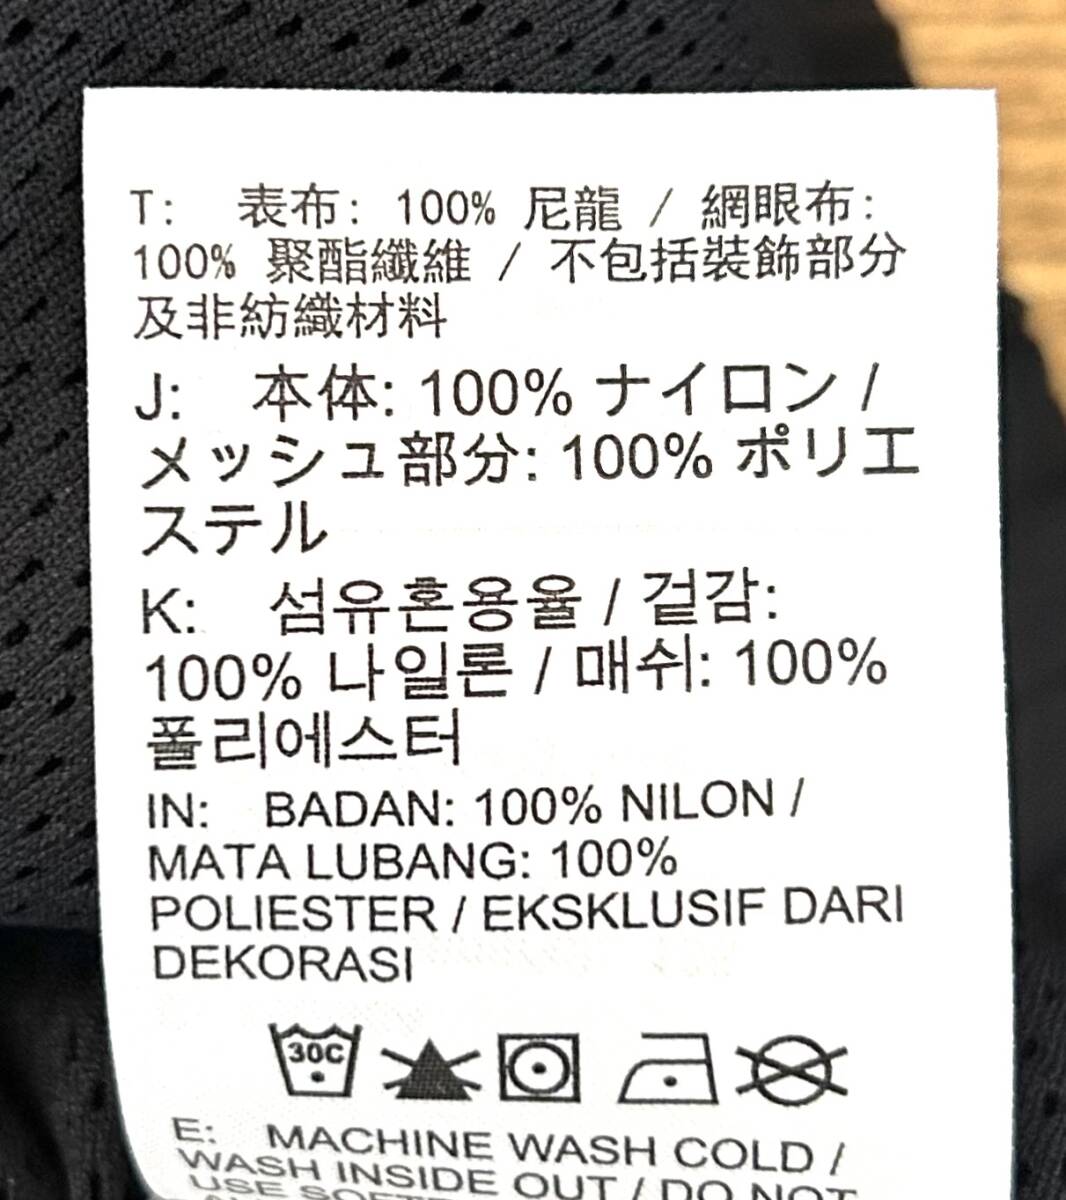 T: 表布: 100% 尼龍 / 網眼布:
100% 聚酯纖維 / 不包括裝飾部分
及非紡織材料
J: 本体: 100% ナイロン /
メッシュ部分: 100% ポリエ
ステル
K: 섬유혼용율 / 겉감:
100% 나일론 / 매쉬: 100%
폴리에스터
IN: BADAN: 100% NILON /
MATA LUBANG: 100%
POLIESTER / EKSKLUSIF DARI
DEKORASI
30C
E: MACHINE WASH COLD /
WASH INSIDE OUT / DO NOT
USE